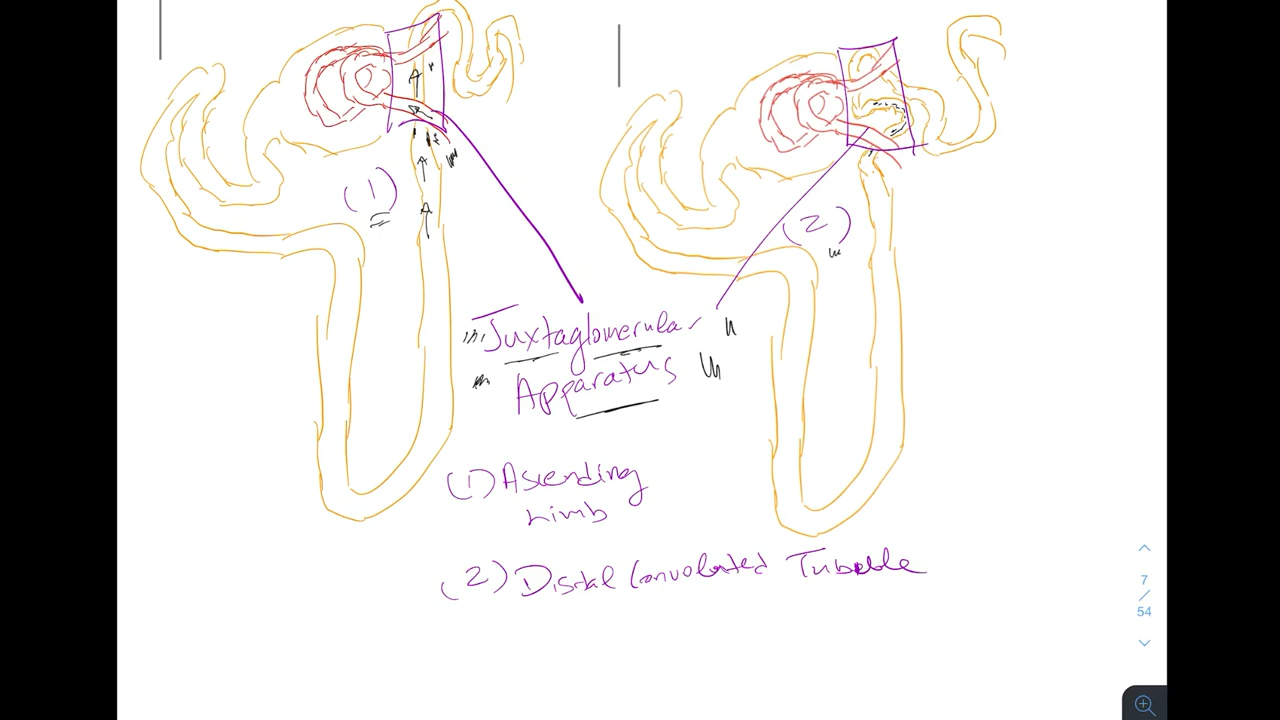 (1)
(2)
Juxtaglomerular
Apparatus
(1) Ascending
Limb
(2) Distal Convoluted Tubule
7
/
54